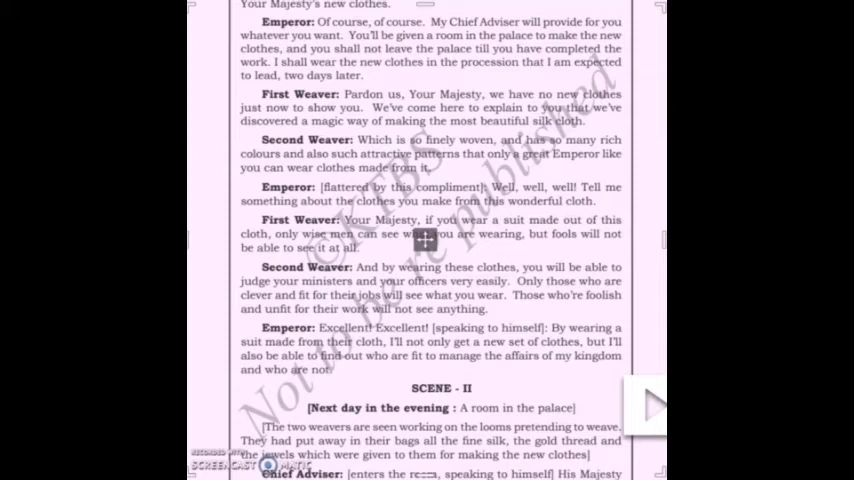 Your Majesty's new clothes.
Emperor: Of course, of course. My Chief Adviser will provide for you
whatever you want. You'll be given a room in the palace to make the new
clothes, and you shall not leave the palace till you have completed the
work. I shall wear the new clothes in the procession that I am expected
to lead, two days later.
First Weaver: Pardon us, Your Majesty, we have no new clothes
just now to show you. We've come here to explain to you that we've
discovered a magic way of making the most beautiful silk cloth.
Second Weaver: Which is so finely woven, and has so many rich
colours and also such attractive patterns that only a great Emperor like
you can wear clothes made from it.
Emperor: [flattered by this compliment]: Well, well, well! Tell me
something about the clothes you make from this wonderful cloth.
First Weaver: Your Majesty, if you wear a suit made out of this
cloth, only wise men can see what you are wearing, but fools will not
be able to see it at all.
Second Weaver: And by wearing these clothes, you will be able to
judge your ministers and your officers very easily. Only those who are
clever and fit for their jobs will see what you wear. Those who're foolish
and unfit for their work will not see anything.
Emperor: Excellent! Excellent! [speaking to himself]: By wearing a
suit made from their cloth, I'll not only get a new set of clothes, but I'll
also be able to find out who are fit to manage the affairs of my kingdom
and who are not.
SCENE - II
[Next day in the evening : A room in the palace]
[The two weavers are seen working on the looms pretending to weave.
They had put away in their bags all the fine silk, the gold thread and
the jewels which were given to them for making the new clothes]
Chief Adviser: [enters the room, speaking to himself] His Majesty
©KTBS
Not to be republished
RECORDED WITH
SCREENCAST MATIC